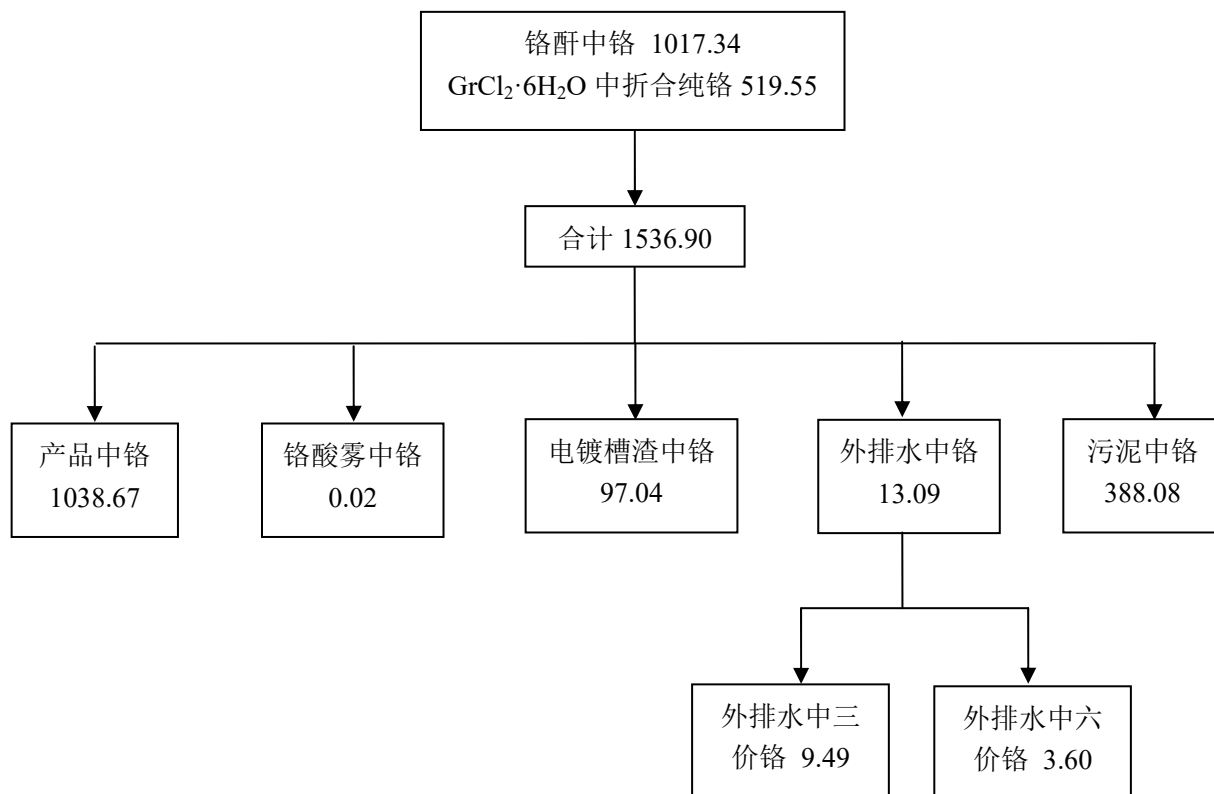 铬酐中铬 1017.34
GrCl₂·6H₂O 中折合纯铬 519.55
合计 1536.90
产品中铬
1038.67
铬酸雾中铬
0.02
电镀槽渣中铬
97.04
外排水中铬
13.09
污泥中铬
388.08
外排水中三
价铬 9.49
外排水中六
价铬 3.60